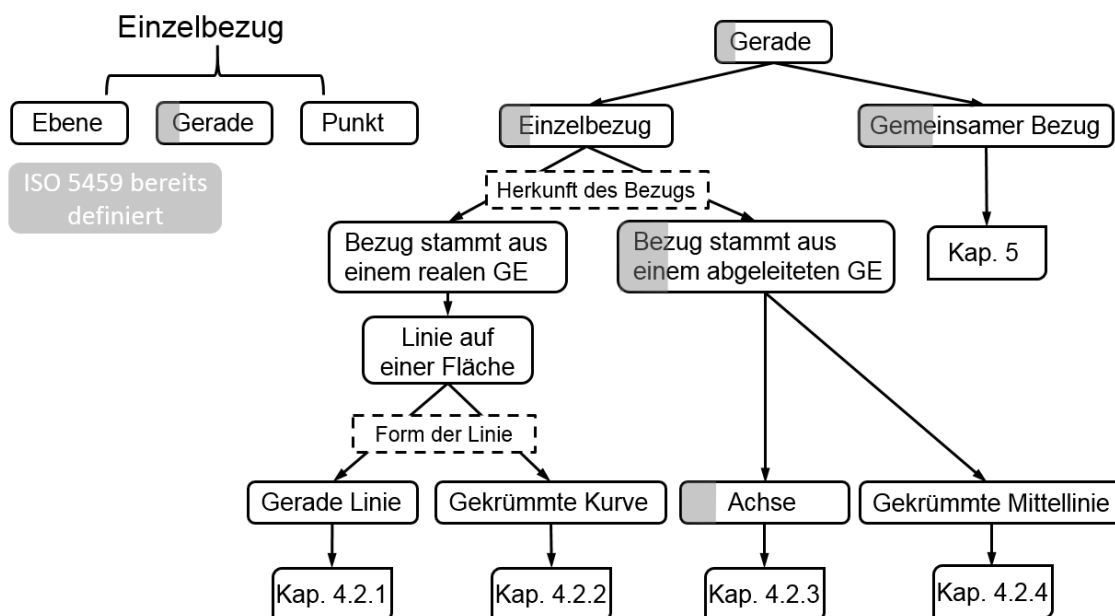 Einzelbezug
Ebene
Gerade
Punkt
ISO 5459 bereits
definiert
Gerade
Einzelbezug
Gemeinsamer Bezug
Herkunft des Bezugs
Bezug stammt aus
einem realen GE
Bezug stammt aus
einem abgeleiteten GE
Kap. 5
Linie auf
einer Fläche
Form der Linie
Gerade Linie
Gekrümmte Kurve
Achse
Gekrümmte Mittellinie
Kap. 4.2.1
Kap. 4.2.2
Kap. 4.2.3
Kap. 4.2.4